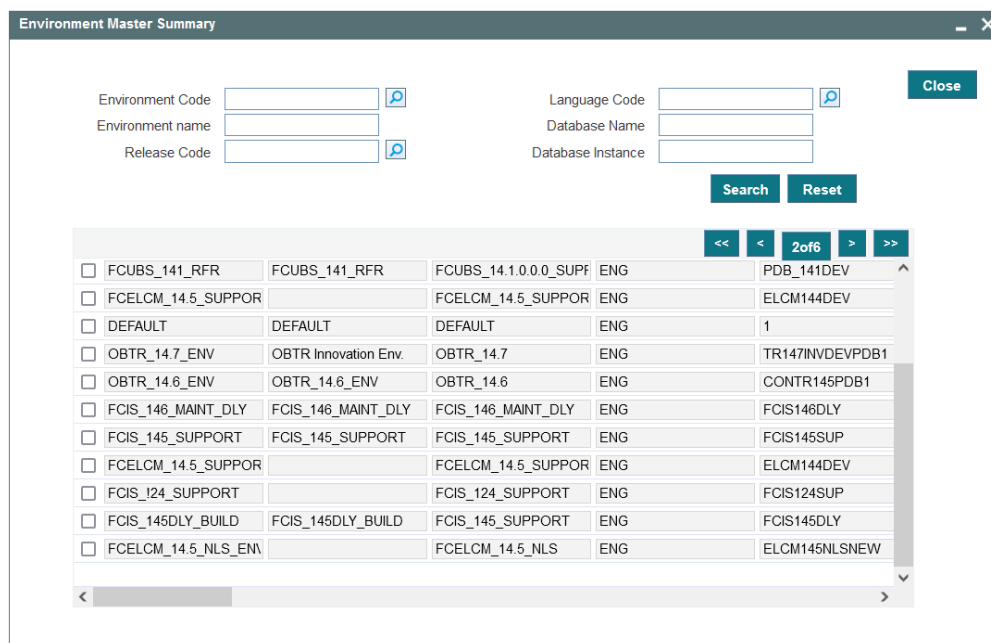 Environment Master Summary
Close
Environment Code
Language Code
Environment name
Database Name
Release Code
Database Instance
Search Reset
<< < 2of6 > >>
FCUBS_141_RFR FCUBS_141_RFR FCUBS_14.1.0.0.0_SUPF ENG PDB_141DEV
FCELCM_14.5_SUPPOR FCELCM_14.5_SUPPOR ENG ELCM144DEV
DEFAULT DEFAULT DEFAULT ENG 1
OBTR_14.7_ENV OBTR Innovation Env. OBTR_14.7 ENG TR147INVDEVPDB1
OBTR_14.6_ENV OBTR_14.6_ENV OBTR_14.6 ENG CONTR145PDB1
FCIS_146_MAINT_DLY FCIS_146_MAINT_DLY FCIS_146_MAINT_DLY ENG FCIS146DLY
FCIS_145_SUPPORT FCIS_145_SUPPORT FCIS_145_SUPPORT ENG FCIS145SUP
FCELCM_14.5_SUPPOR FCELCM_14.5_SUPPOR ENG ELCM144DEV
FCIS_!24_SUPPORT FCIS_124_SUPPORT ENG FCIS124SUP
FCIS_145DLY_BUILD FCIS_145DLY_BUILD FCIS_145_SUPPORT ENG FCIS145DLY
FCELCM_14.5_NLS_EN\ FCELCM_14.5_NLS ENG ELCM145NLSNEW